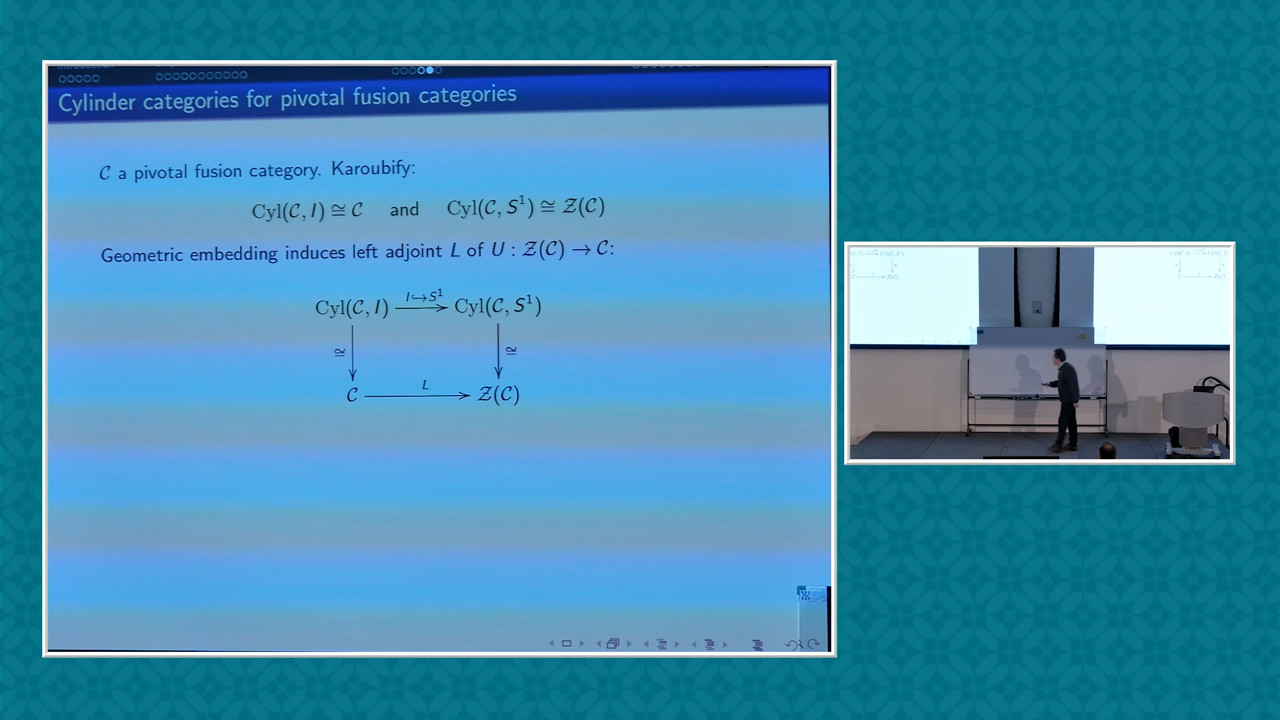 Cylinder categories for pivotal fusion categories
𝒞 a pivotal fusion category. Karoubify:
Cyl(𝒞, I) ≅ 𝒞 and Cyl(𝒞, S¹) ≅ 𝒵(𝒞)
Geometric embedding induces left adjoint L of U : 𝒵(𝒞) → 𝒞:
Cyl(𝒞, I) I↪S¹ Cyl(𝒞, S¹)
≅ ≅
𝒞 L 𝒵(𝒞)